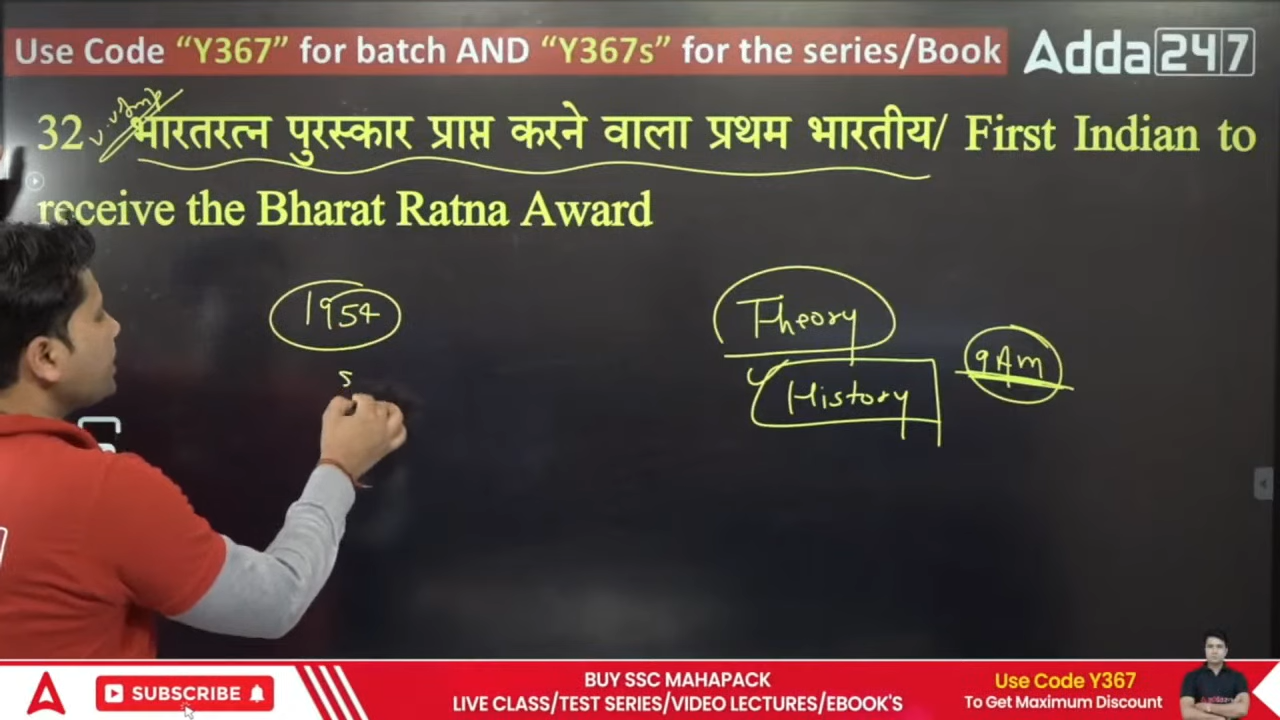 Use Code “Y367” for batch AND “Y367s” for the series/Book
Adda247
32 भारतरत्न पुरस्कार प्राप्त करने वाला प्रथम भारतीय/ First Indian to
receive the Bharat Ratna Award
1954
Theory
History
9 Am
BUY SSC MAHAPACK
LIVE CLASS/TEST SERIES/VIDEO LECTURES/EBOOK'S
SUBSCRIBE
Use Code Y367
To Get Maximum Discount